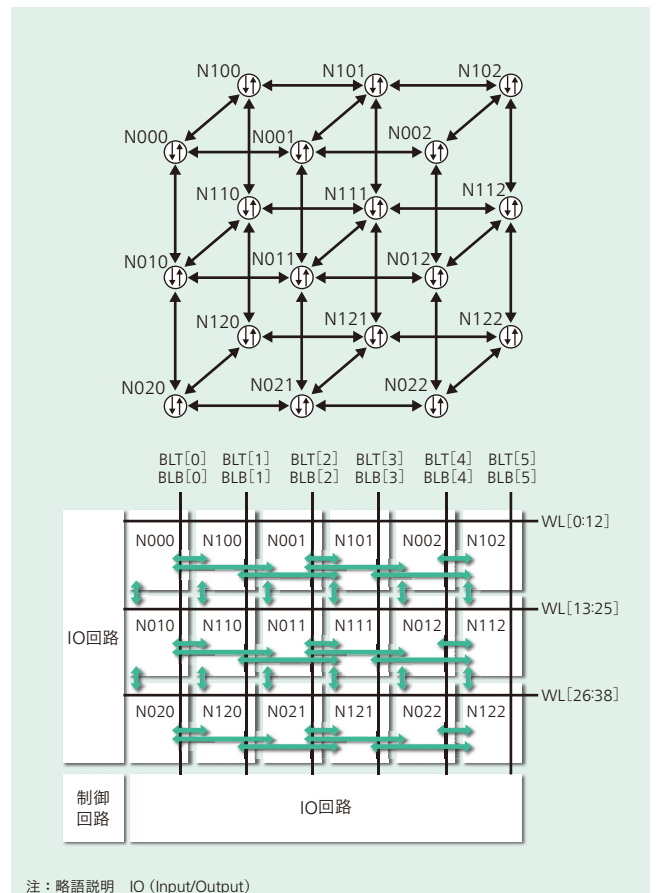 N100 N101 N102
N000 N001 N002
N110 N111 N112
N010 N011 N012
N120 N121 N122
N020 N021 N022
BLT[0] BLT[1] BLT[2] BLT[3] BLT[4] BLT[5]
BLB[0] BLB[1] BLB[2] BLB[3] BLB[4] BLB[5]
WL[0:12]
N000 N100 N001 N101 N002 N102
WL[13:25]
IO回路
N010 N110 N011 N111 N012 N112
WL[26:38]
N020 N120 N021 N121 N022 N122
制御
回路
IO回路
注:略語説明 IO(Input/Output)